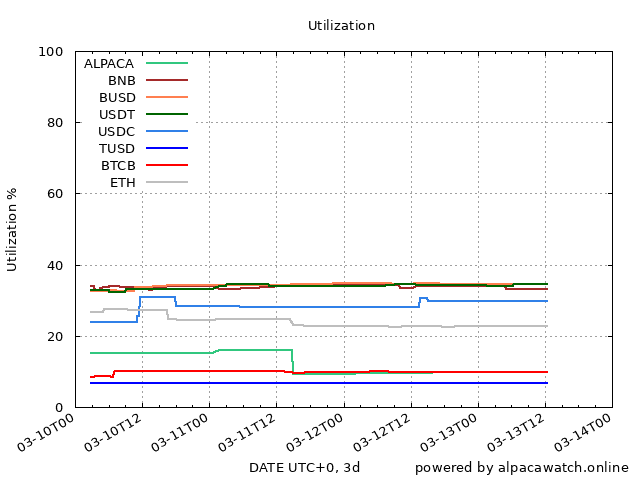 Utilization
Utilization %
100
80
60
40
20
0
ALPACA
BNB
BUSD
USDT
USDC
TUSD
BTCB
ETH
03-10T00
03-10T12
03-11T00
03-11T12
03-12T00
03-12T12
03-13T00
03-13T12
03-14T00
DATE UTC+0, 3d
powered by alpacawatch.online